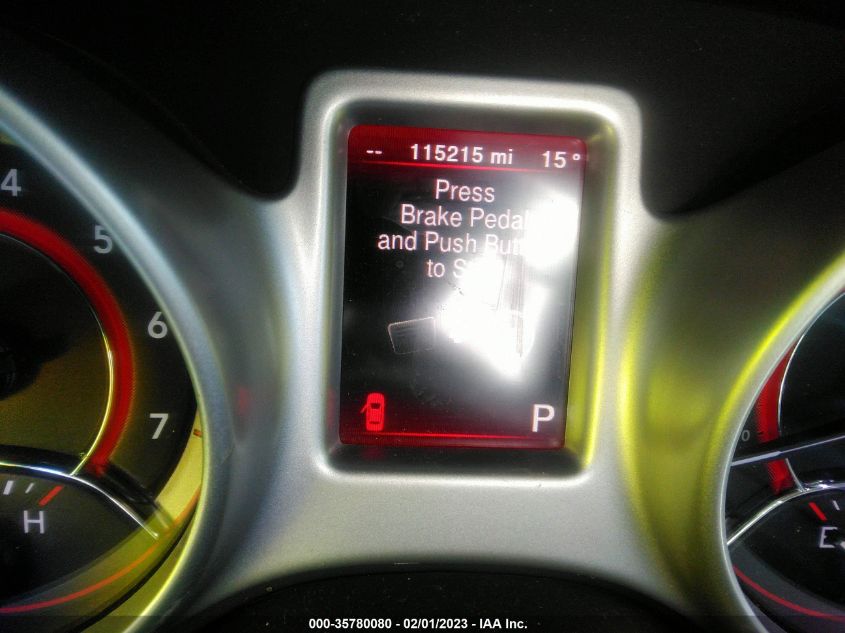 -- 115215 mi 15°
Press
Brake Pedal
and Push
to
P
4
5
6
7
H
E
000-35780080 - 02/01/2023 - IAA Inc.